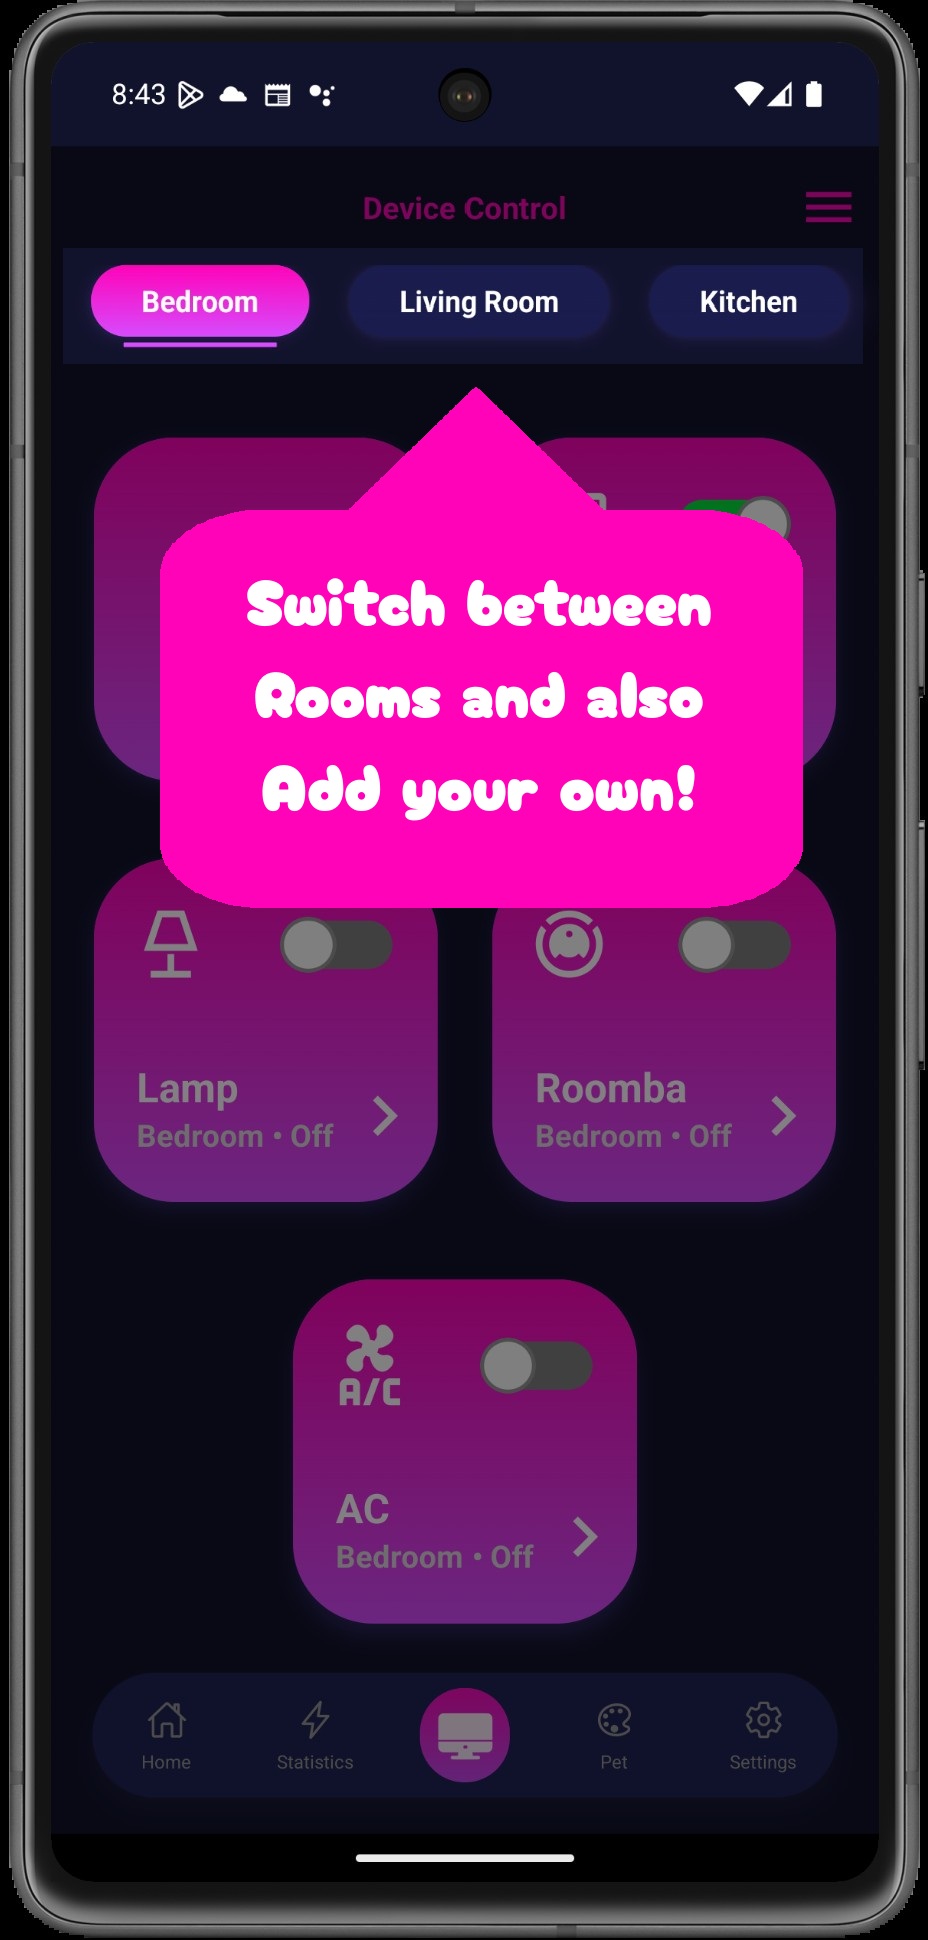 8:43
Device Control
Bedroom Living Room Kitchen
Switch between
Rooms and also
Add your own!
Lamp
Bedroom • Off
Roomba
Bedroom • Off
A/C
AC
Bedroom • Off
Home Statistics Pet Settings